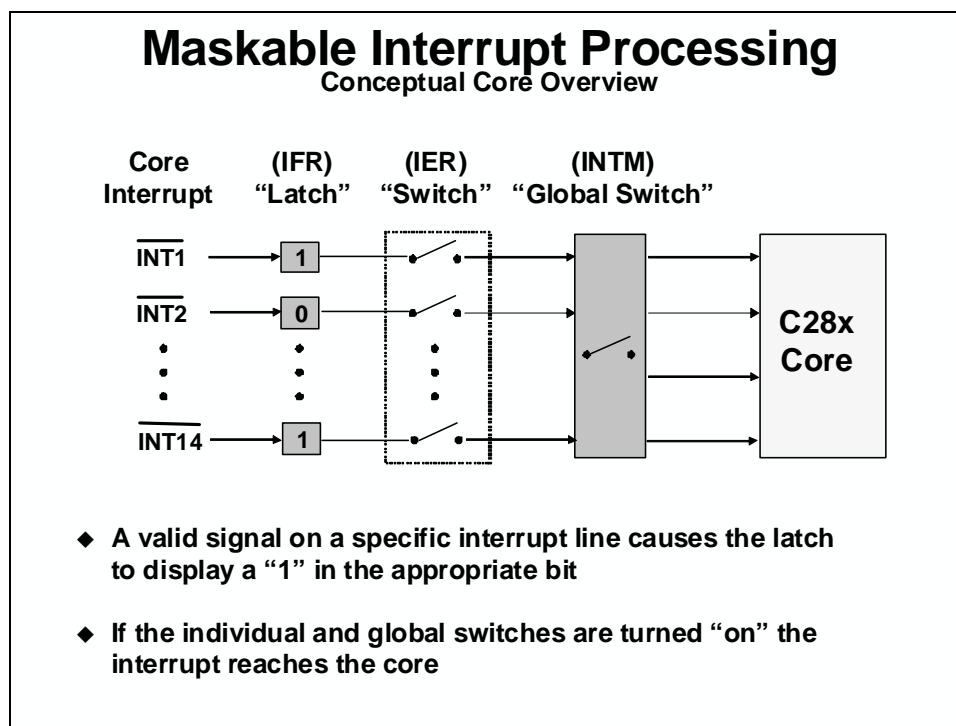 Maskable Interrupt Processing
Conceptual Core Overview
Core Interrupt
(IFR) “Latch”
(IER) “Switch”
(INTM) “Global Switch”
INT1
1
INT2
0
INT14
1
C28x
Core
◆ A valid signal on a specific interrupt line causes the latch
to display a “1” in the appropriate bit
◆ If the individual and global switches are turned “on” the
interrupt reaches the core